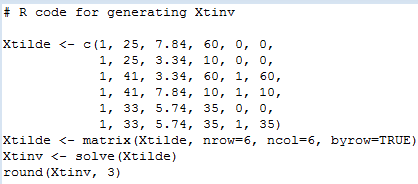 # R code for generating Xtinv
Xtilde <- c(1, 25, 7.84, 60, 0, 0,
1, 25, 3.34, 10, 0, 0,
1, 41, 3.34, 60, 1, 60,
1, 41, 7.84, 10, 1, 10,
1, 33, 5.74, 35, 0, 0,
1, 33, 5.74, 35, 1, 35)
Xtilde <- matrix(Xtilde, nrow=6, ncol=6, byrow=TRUE)
Xtinv <- solve(Xtilde)
round(Xtinv, 3)